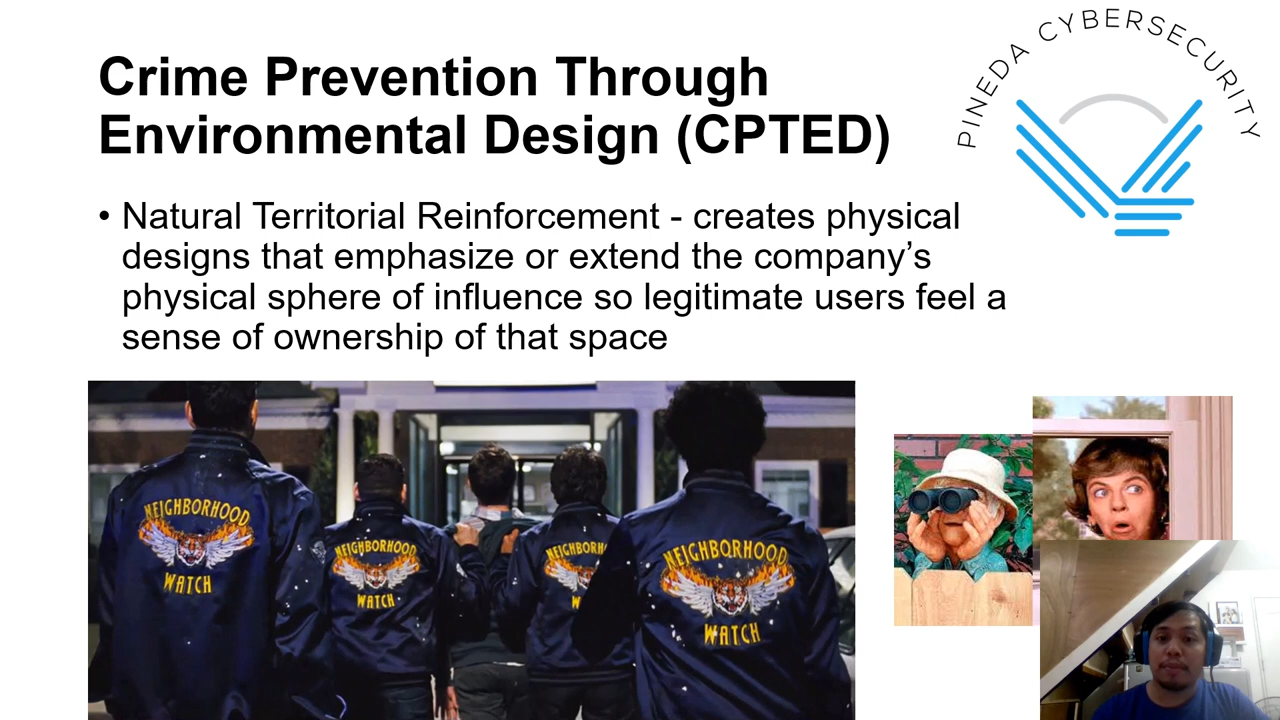 PINEDA CYBERSECURITY
Crime Prevention Through
Environmental Design (CPTED)
• Natural Territorial Reinforcement - creates physical
designs that emphasize or extend the company’s
physical sphere of influence so legitimate users feel a
sense of ownership of that space
NEIGHBORHOOD
WATCH
NEIGHBORHOOD
WATCH
NEIGHBORH
W
NEIGHBORHOOD
WATCH